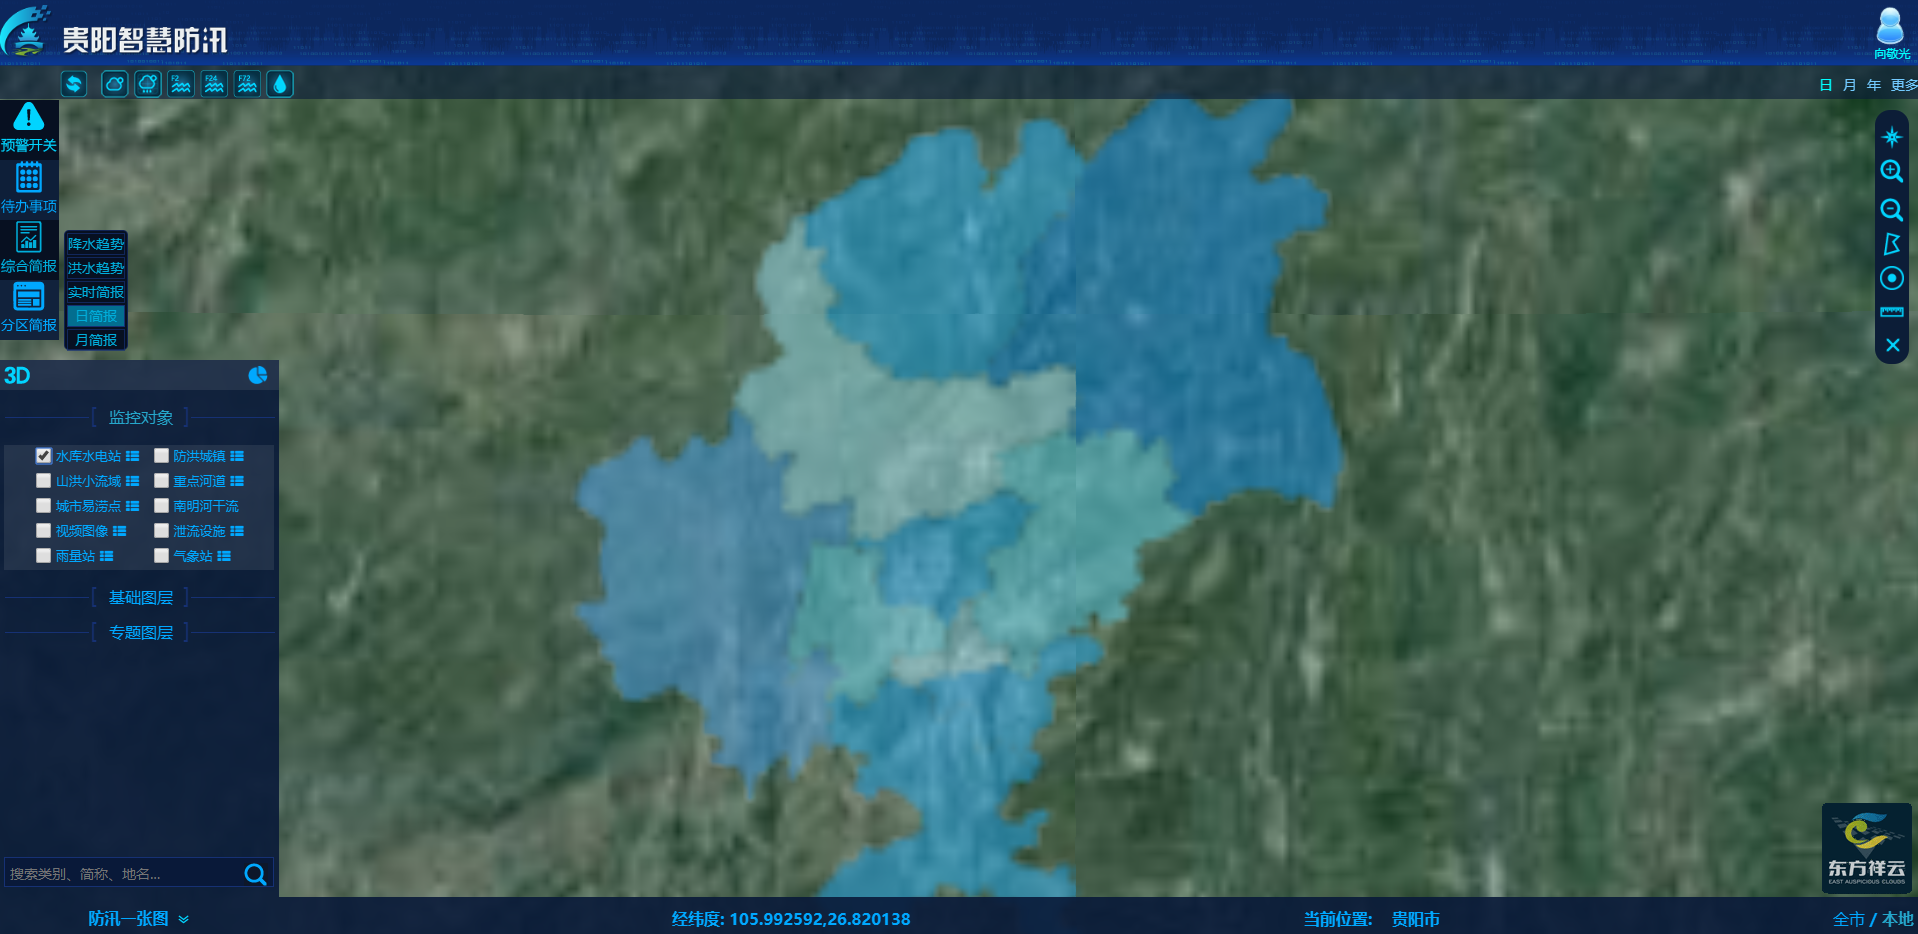 贵阳智慧防汛
向敬光
F2
F24
F72
日 月 年 更多
预警开关
待办事项
综合简报
分区简报
降水趋势
洪水趋势
实时简报
日简报
月简报
3D
监控对象
水库水电站 防洪城镇
山洪小流域 重点河道
城市易涝点 南明河干流
视频图像 泄流设施
雨量站 气象站
基础图层
专题图层
搜索类别、简称、地名...
东方祥云
EAST AUSPICIOUS CLOUDS
防汛一张图 经纬度: 105.992592,26.820138 当前位置: 贵阳市 全市 / 本地